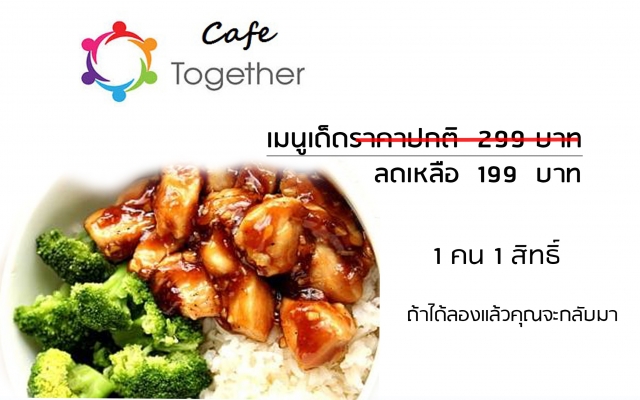 Cafe
Together
เมนูเด็ดราคาปกติ 299 บาท
ลดเหลือ 199 บาท
1 คน 1 สิทธิ์
ถ้าได้ลองแล้วคุณจะกลับมา